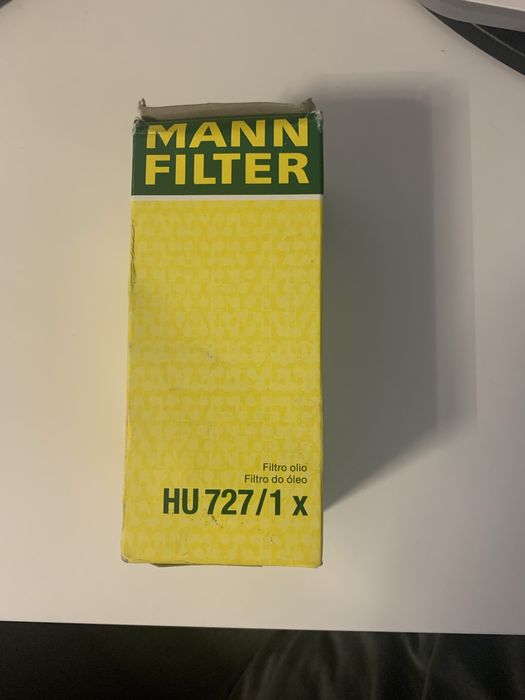 MANN
FILTER
Filtro olio
Filtro do óleo
HU 727/1 x